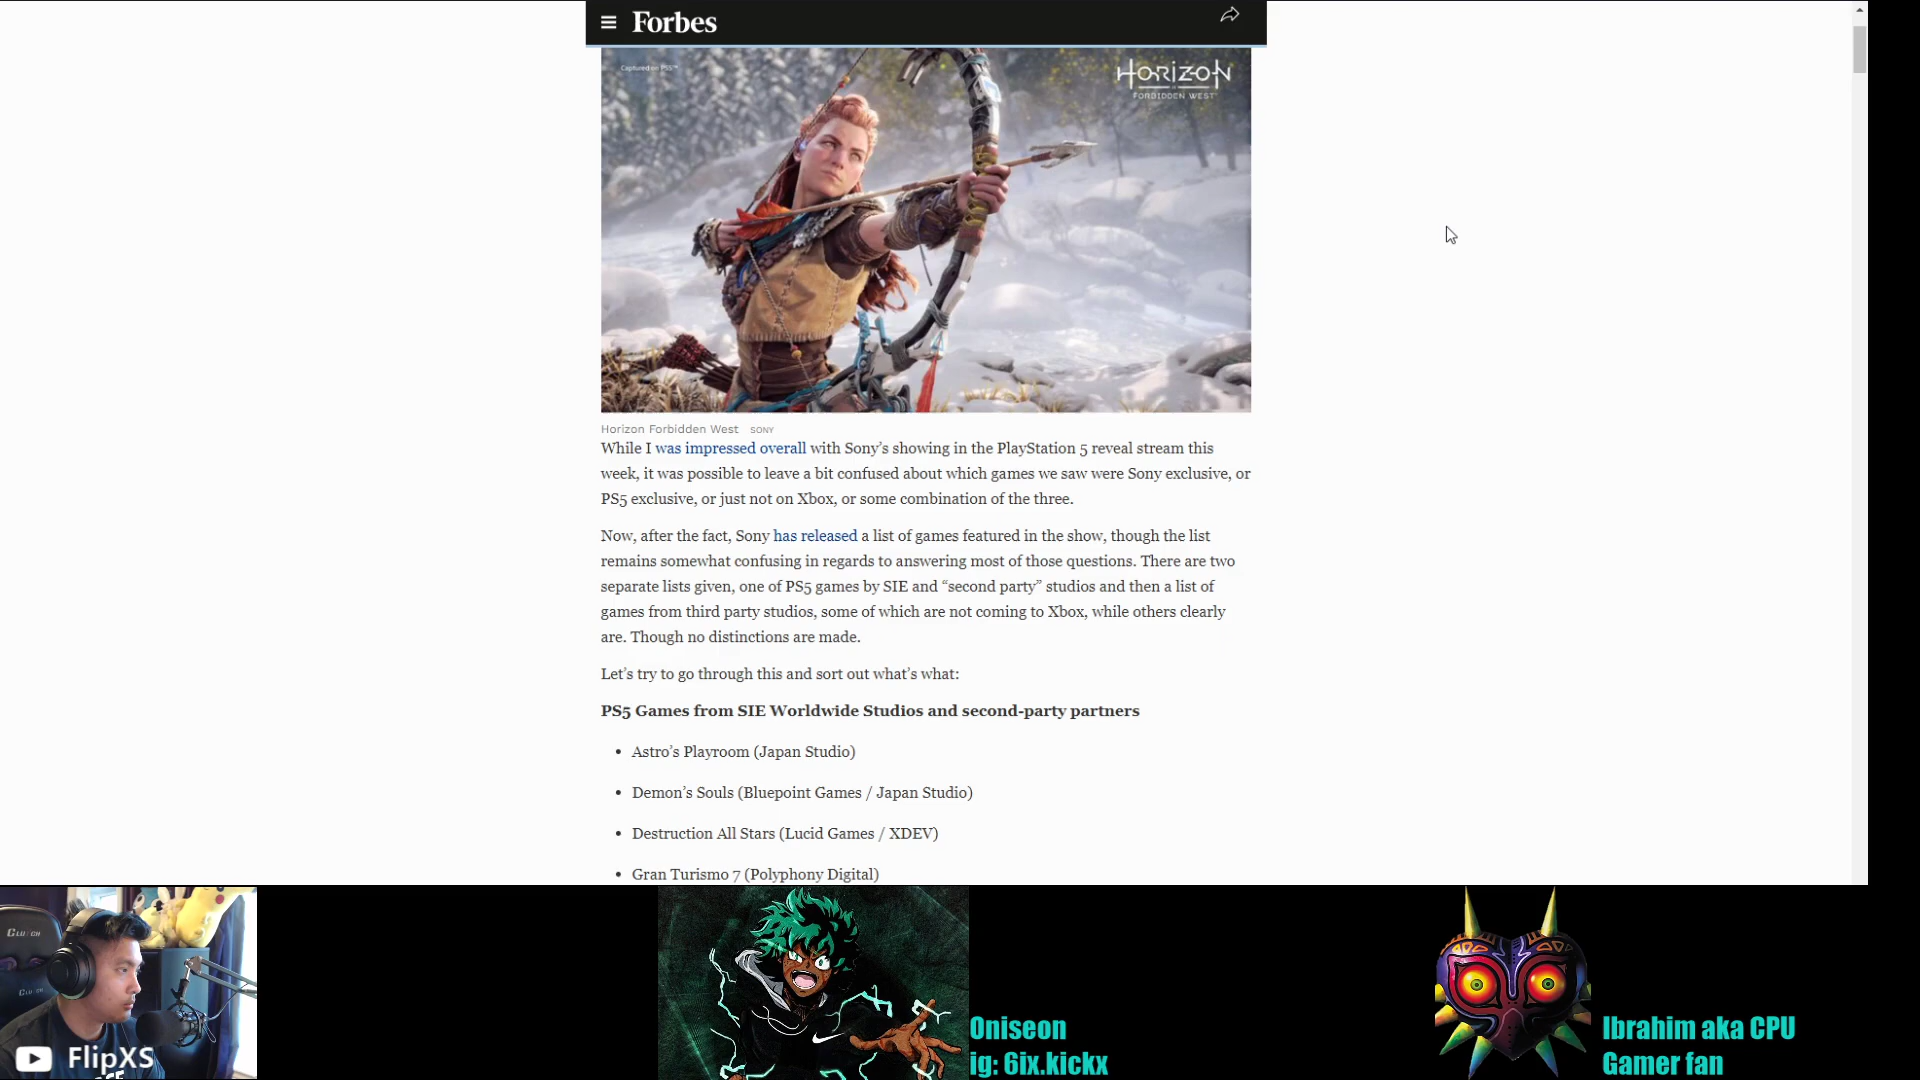 Forbes
Captured on PS5™
HORIZON
FORBIDDEN WEST
Horizon Forbidden West SONY
While I was impressed overall with Sony's showing in the PlayStation 5 reveal stream this
week, it was possible to leave a bit confused about which games we saw were Sony exclusive, or
PS5 exclusive, or just not on Xbox, or some combination of the three.
Now, after the fact, Sony has released a list of games featured in the show, though the list
remains somewhat confusing in regards to answering most of those questions. There are two
separate lists given, one of PS5 games by SIE and “second party” studios and then a list of
games from third party studios, some of which are not coming to Xbox, while others clearly
are. Though no distinctions are made.
Let's try to go through this and sort out what's what:
PS5 Games from SIE Worldwide Studios and second-party partners
• Astro's Playroom (Japan Studio)
• Demon's Souls (Bluepoint Games / Japan Studio)
• Destruction All Stars (Lucid Games / XDEV)
• Gran Turismo 7 (Polyphony Digital)
CLUTCH
FlipXS
Oniseon
ig: 6ix.kickx
Ibrahim aka CPU
Gamer fan